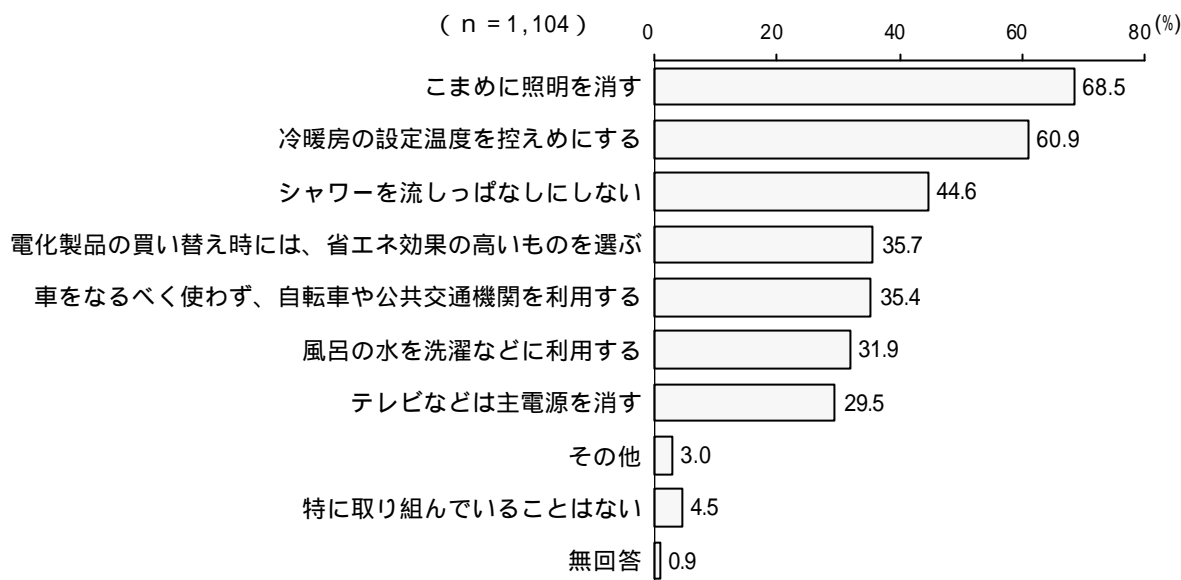 （ｎ=1,104）
0 20 40 60 80 (%)
こまめに照明を消す 68.5
冷暖房の設定温度を控えめにする 60.9
シャワーを流しっぱなしにしない 44.6
電化製品の買い替え時には、省エネ効果の高いものを選ぶ 35.7
車をなるべく使わず、自転車や公共交通機関を利用する 35.4
風呂の水を洗濯などに利用する 31.9
テレビなどは主電源を消す 29.5
その他 3.0
特に取り組んでいることはない 4.5
無回答 0.9